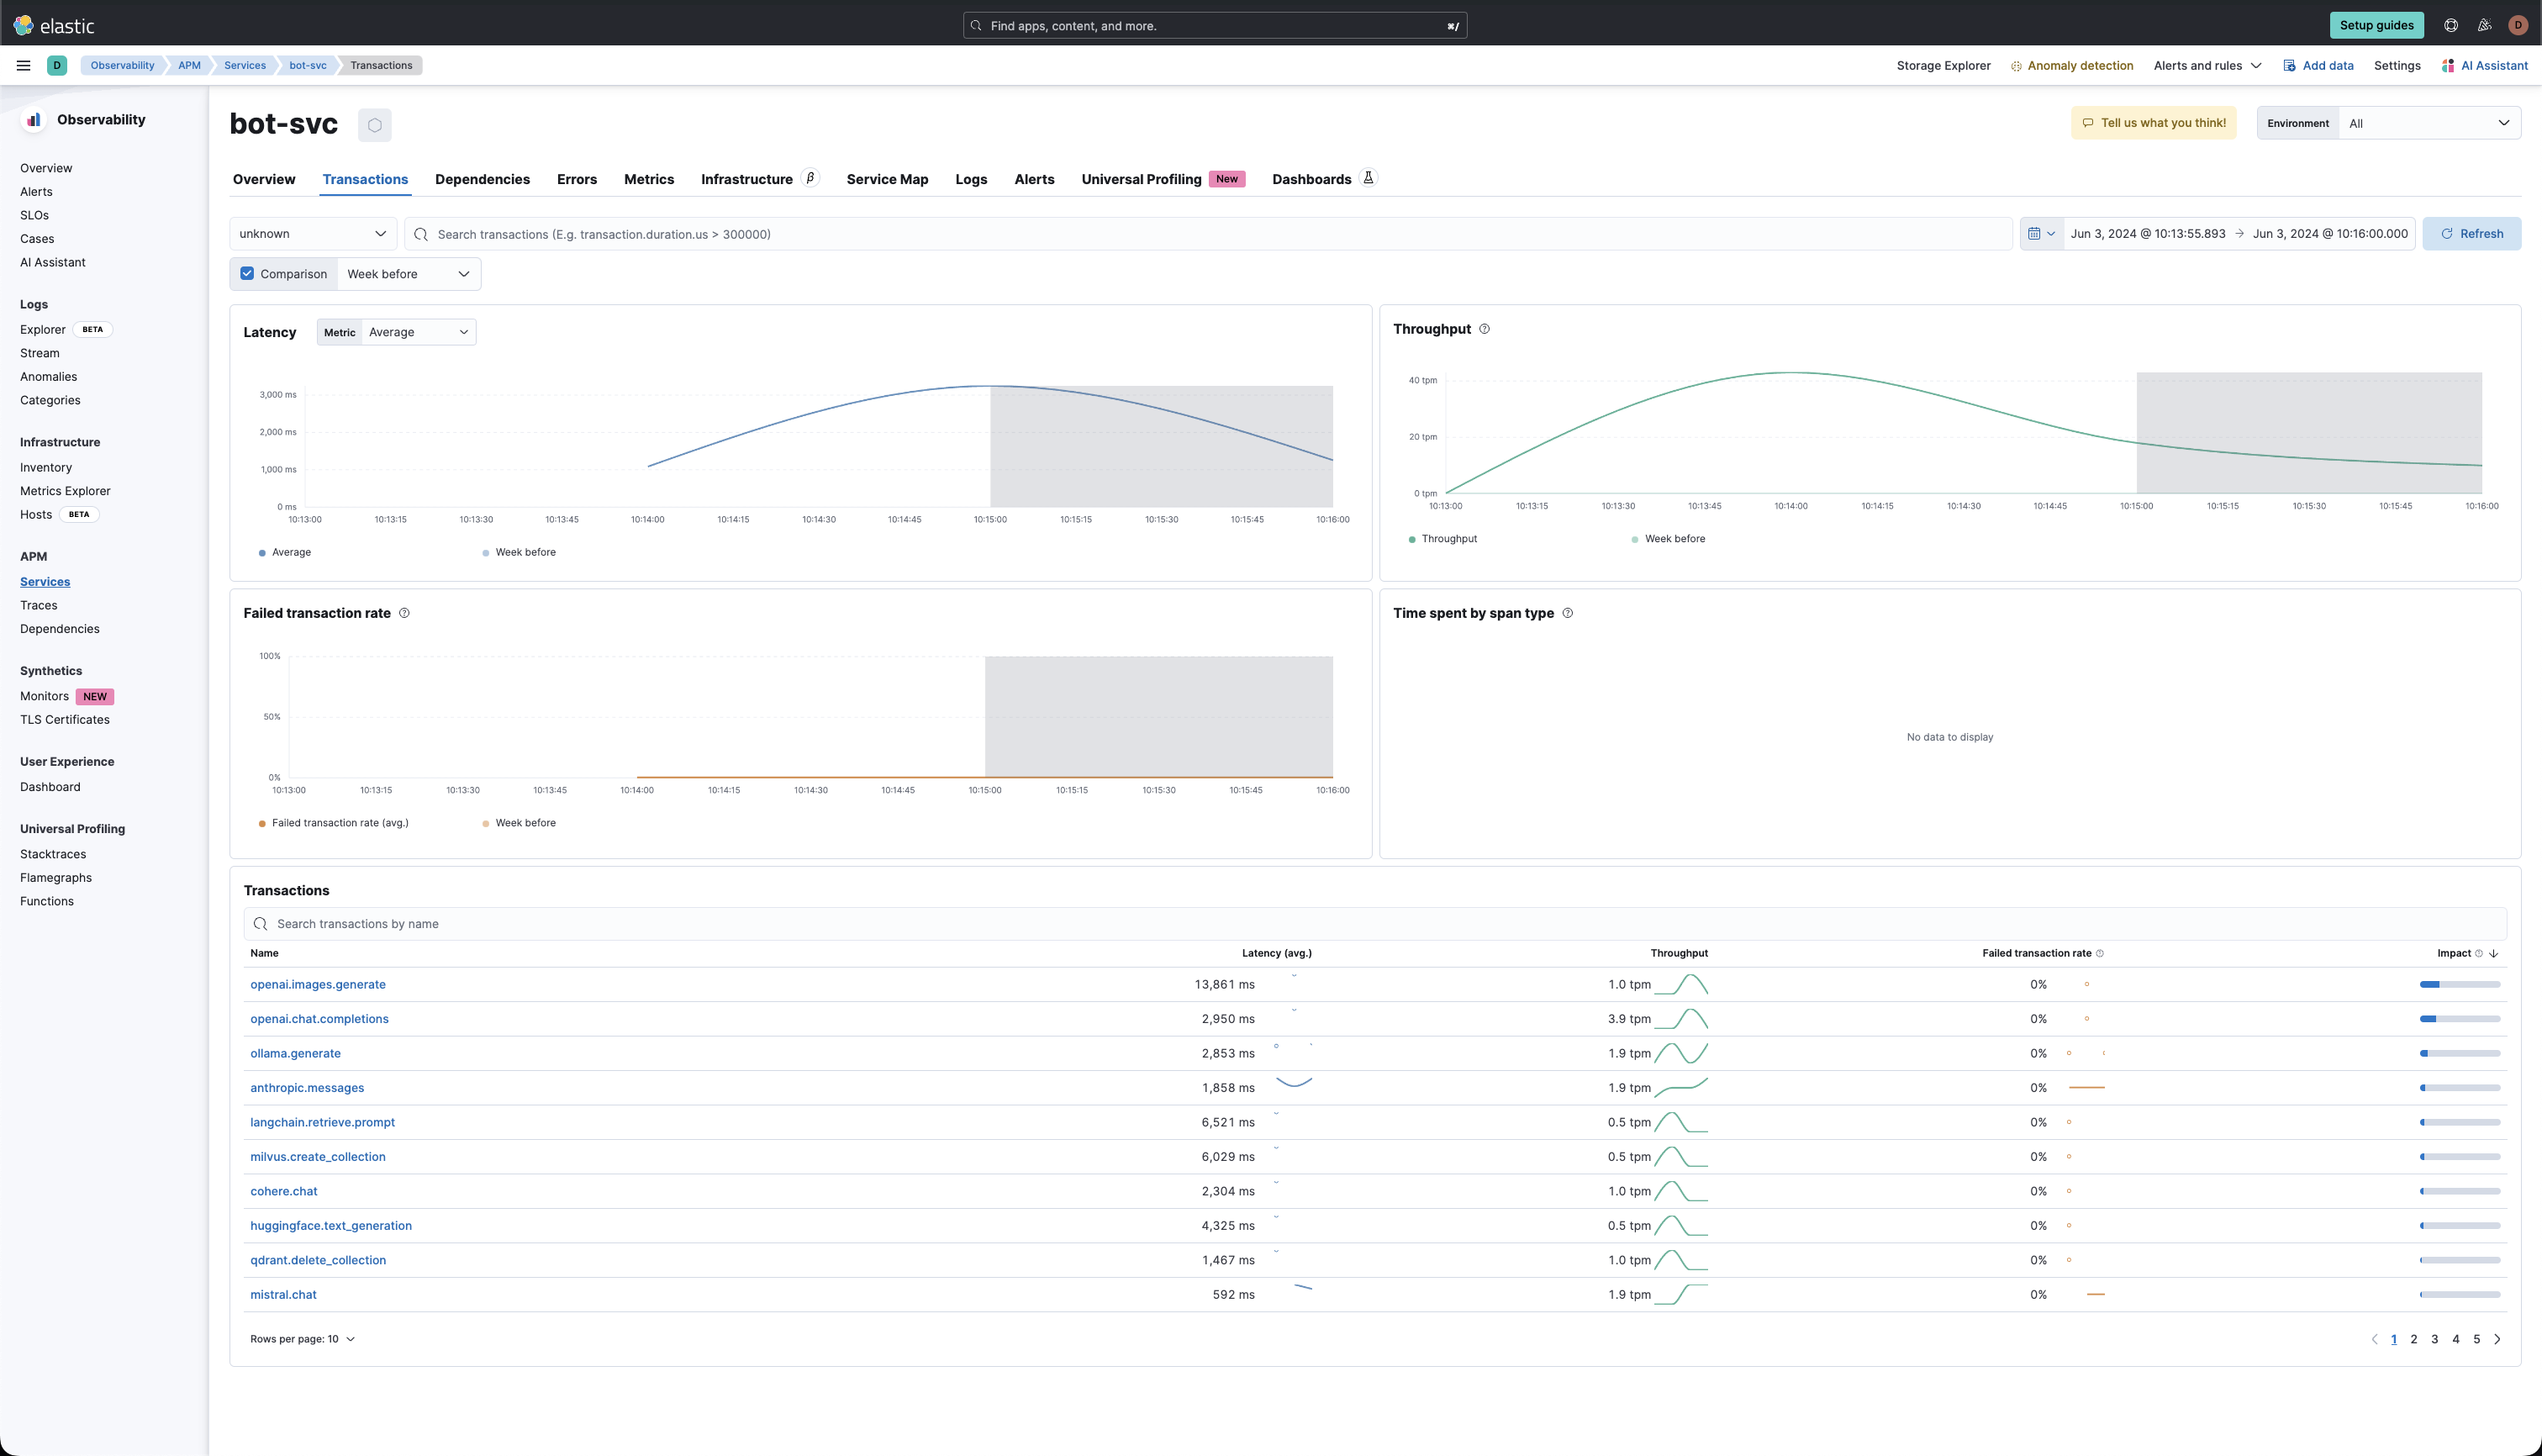 elastic
Find apps, content, and more.
⌘/
Setup guides
D
D
Observability
APM
Services
bot-svc
Transactions
Storage Explorer
Anomaly detection
Alerts and rules
Add data
Settings
AI Assistant
Observability
Overview
Alerts
SLOs
Cases
AI Assistant
Logs
Explorer BETA
Stream
Anomalies
Categories
Infrastructure
Inventory
Metrics Explorer
Hosts BETA
APM
Services
Traces
Dependencies
Synthetics
Monitors NEW
TLS Certificates
User Experience
Dashboard
Universal Profiling
Stacktraces
Flamegraphs
Functions
bot-svc
Tell us what you think!
Environment All
Overview
Transactions
Dependencies
Errors
Metrics
Infrastructure β
Service Map
Logs
Alerts
Universal Profiling New
Dashboards
unknown
Search transactions (E.g. transaction.duration.us > 300000)
Jun 3, 2024 @ 10:13:55.893 → Jun 3, 2024 @ 10:16:00.000
Refresh
Comparison Week before
Latency
Metric Average
3,000 ms
2,000 ms
1,000 ms
0 ms
10:13:00 10:13:15 10:13:30 10:13:45 10:14:00 10:14:15 10:14:30 10:14:45 10:15:00 10:15:15 10:15:30 10:15:45 10:16:00
Average Week before
Throughput
40 tpm
20 tpm
0 tpm
10:13:00 10:13:15 10:13:30 10:13:45 10:14:00 10:14:15 10:14:30 10:14:45 10:15:00 10:15:15 10:15:30 10:15:45 10:16:00
Throughput Week before
Failed transaction rate
100%
50%
0%
10:13:00 10:13:15 10:13:30 10:13:45 10:14:00 10:14:15 10:14:30 10:14:45 10:15:00 10:15:15 10:15:30 10:15:45 10:16:00
Failed transaction rate (avg.) Week before
Time spent by span type
No data to display
Transactions
Search transactions by name
Name Latency (avg.) Throughput Failed transaction rate Impact
openai.images.generate 13,861 ms 1.0 tpm 0%
openai.chat.completions 2,950 ms 3.9 tpm 0%
ollama.generate 2,853 ms 1.9 tpm 0%
anthropic.messages 1,858 ms 1.9 tpm 0%
langchain.retrieve.prompt 6,521 ms 0.5 tpm 0%
milvus.create_collection 6,029 ms 0.5 tpm 0%
cohere.chat 2,304 ms 1.0 tpm 0%
huggingface.text_generation 4,325 ms 0.5 tpm 0%
qdrant.delete_collection 1,467 ms 1.0 tpm 0%
mistral.chat 592 ms 1.9 tpm 0%
Rows per page: 10
1 2 3 4 5